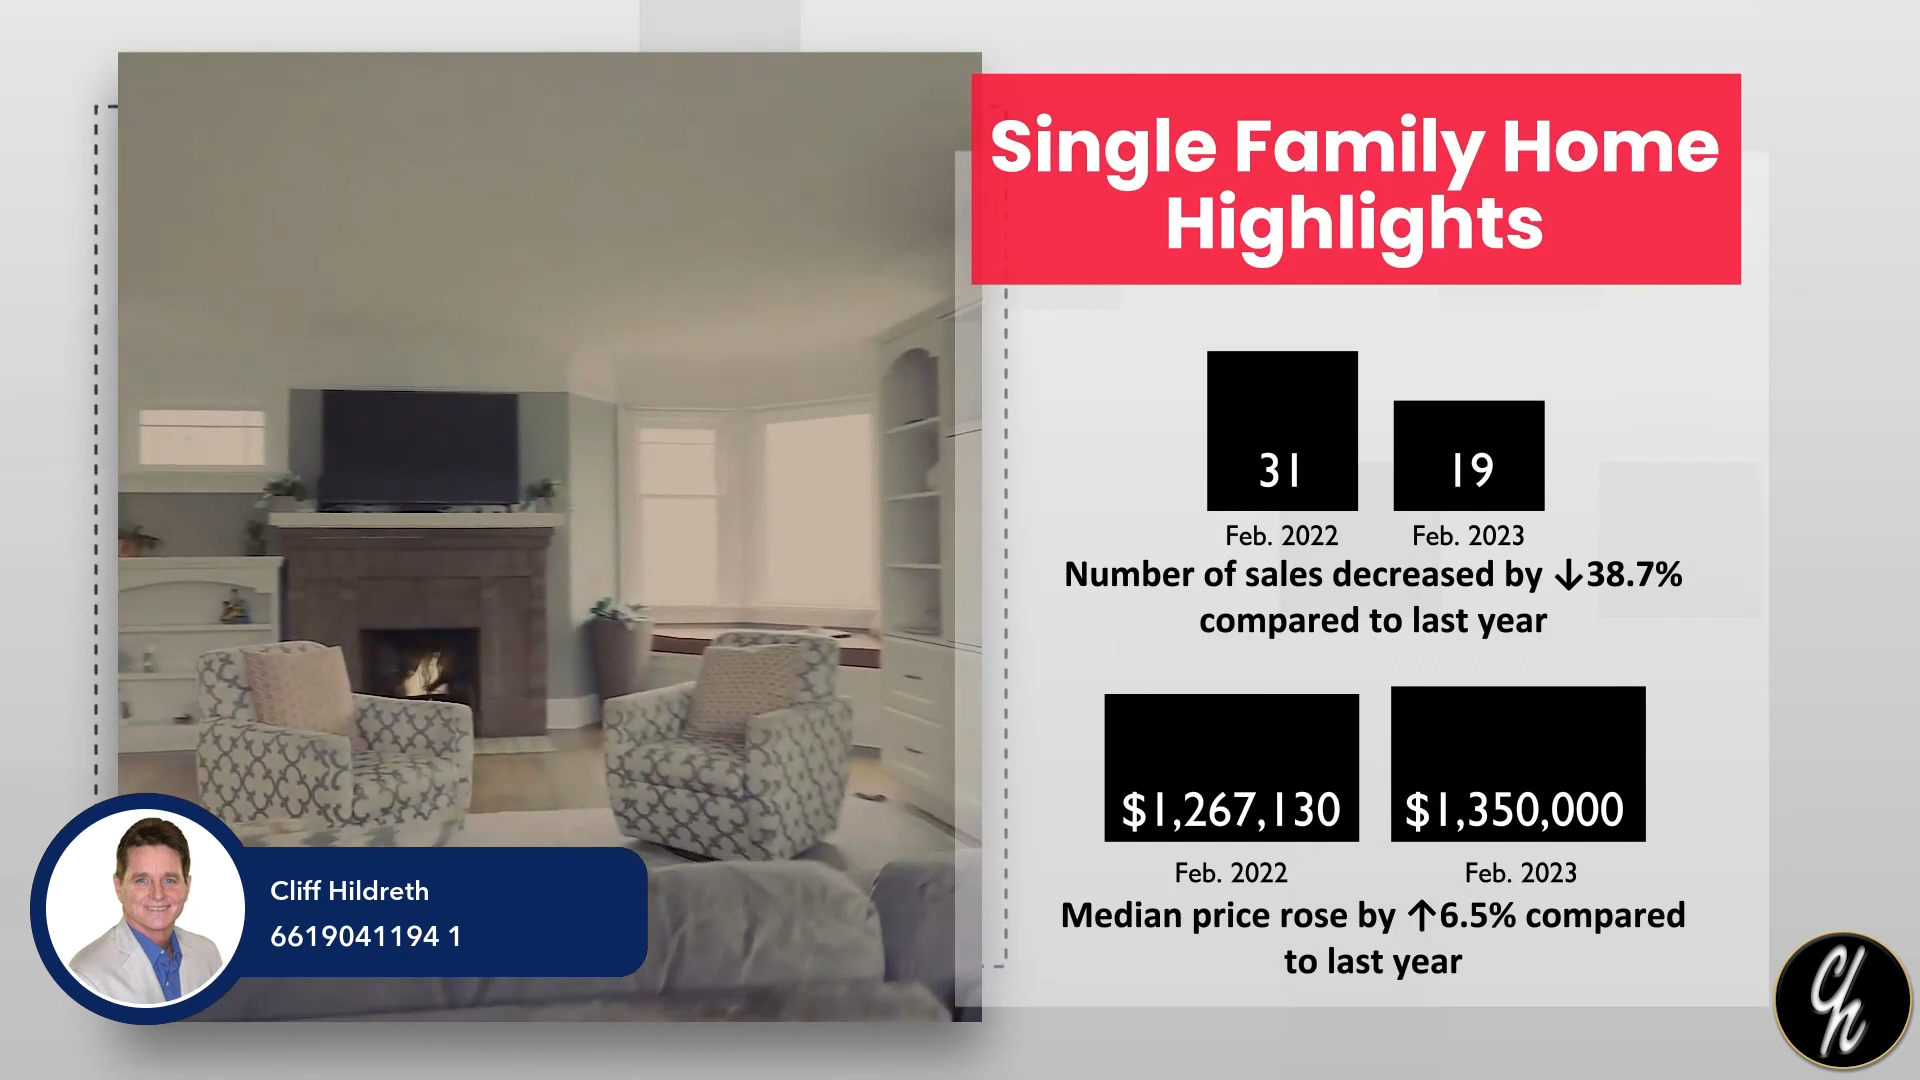 Single Family Home
Highlights
31
19
Feb. 2022
Feb. 2023
Number of sales decreased by ↓38.7%
compared to last year
$1,267,130
$1,350,000
Feb. 2022
Feb. 2023
Median price rose by ↑6.5% compared
to last year
Cliff Hildreth
6619041194 1